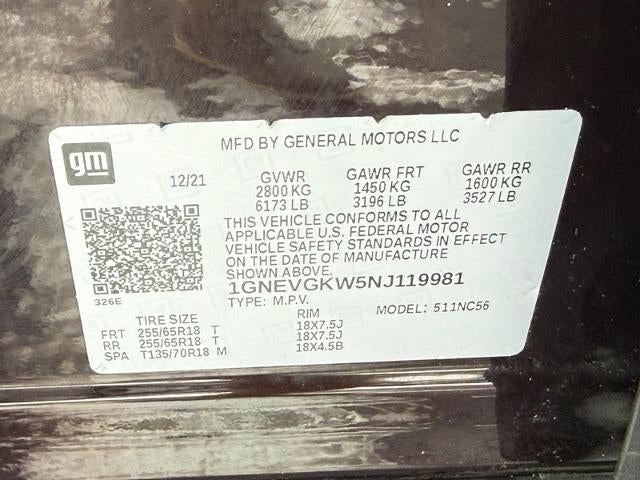 MFD BY GENERAL MOTORS LLC
gm
12/21 GVWR GAWR FRT GAWR RR
2800 KG 1450 KG 1600 KG
6173 LB 3196 LB 3527 LB
THIS VEHICLE CONFORMS TO ALL
APPLICABLE U.S. FEDERAL MOTOR
VEHICLE SAFETY STANDARDS IN EFFECT
ON THE DATE OF MANUFACTURE
SHOWN ABOVE.
326E
1GNEVGKW5NJ119981
TYPE: M.P.V. MODEL: 511NC56
TIRE SIZE RIM
FRT 255/65R18 T 18X7.5J
RR 255/65R18 T 18X7.5J
SPA T135/70R18 M 18X4.5B